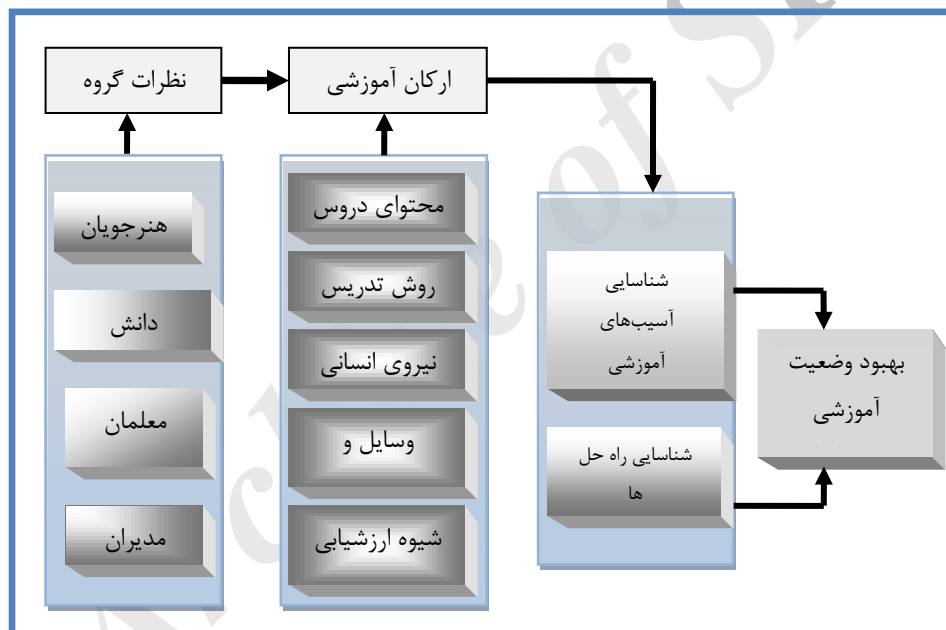 نظرات گروه
ارکان آموزشی
هنرجویان
دانش
معلمان
مدیران
محتوای دروس
روش تدریس
نیروی انسانی
وسایل و
شیوه ارزشیابی
شناسایی
آسیب‌های
آموزشی
شناسایی راه حل
ها
بهبود وضعیت
آموزشی
of